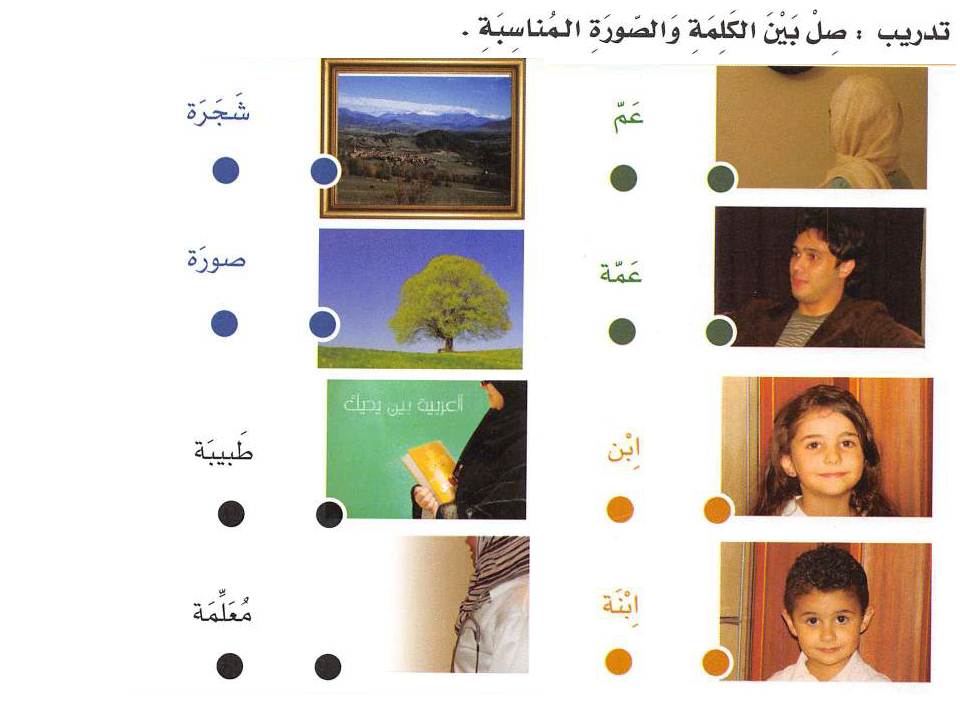 تدريب : صِلْ بَيْنَ الكَلِمَةِ وَالصّورَةِ المُناسِبَةِ .
عَمّ
عَمّة
اِبْن
اِبْنَة
شَجَرَة
صورَة
العربية بين يديك
طَبيبَة
مُعَلِّمَة